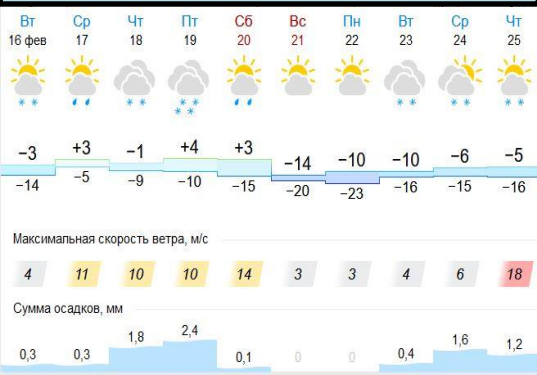 Вт Ср Чт Пт Сб Вс Пн Вт Ср Чт
16 фев 17 18 19 20 21 22 23 24 25
−3 +3 −1 +4 +3 −14 −10 −10 −6 −5
−14 −5 −9 −10 −15 −20 −23 −16 −15 −16
Максимальная скорость ветра, м/с
4 11 10 10 14 3 3 4 6 18
Сумма осадков, мм
0,3 0,3 1,8 2,4 0,1 0 0 0,4 1,6 1,2